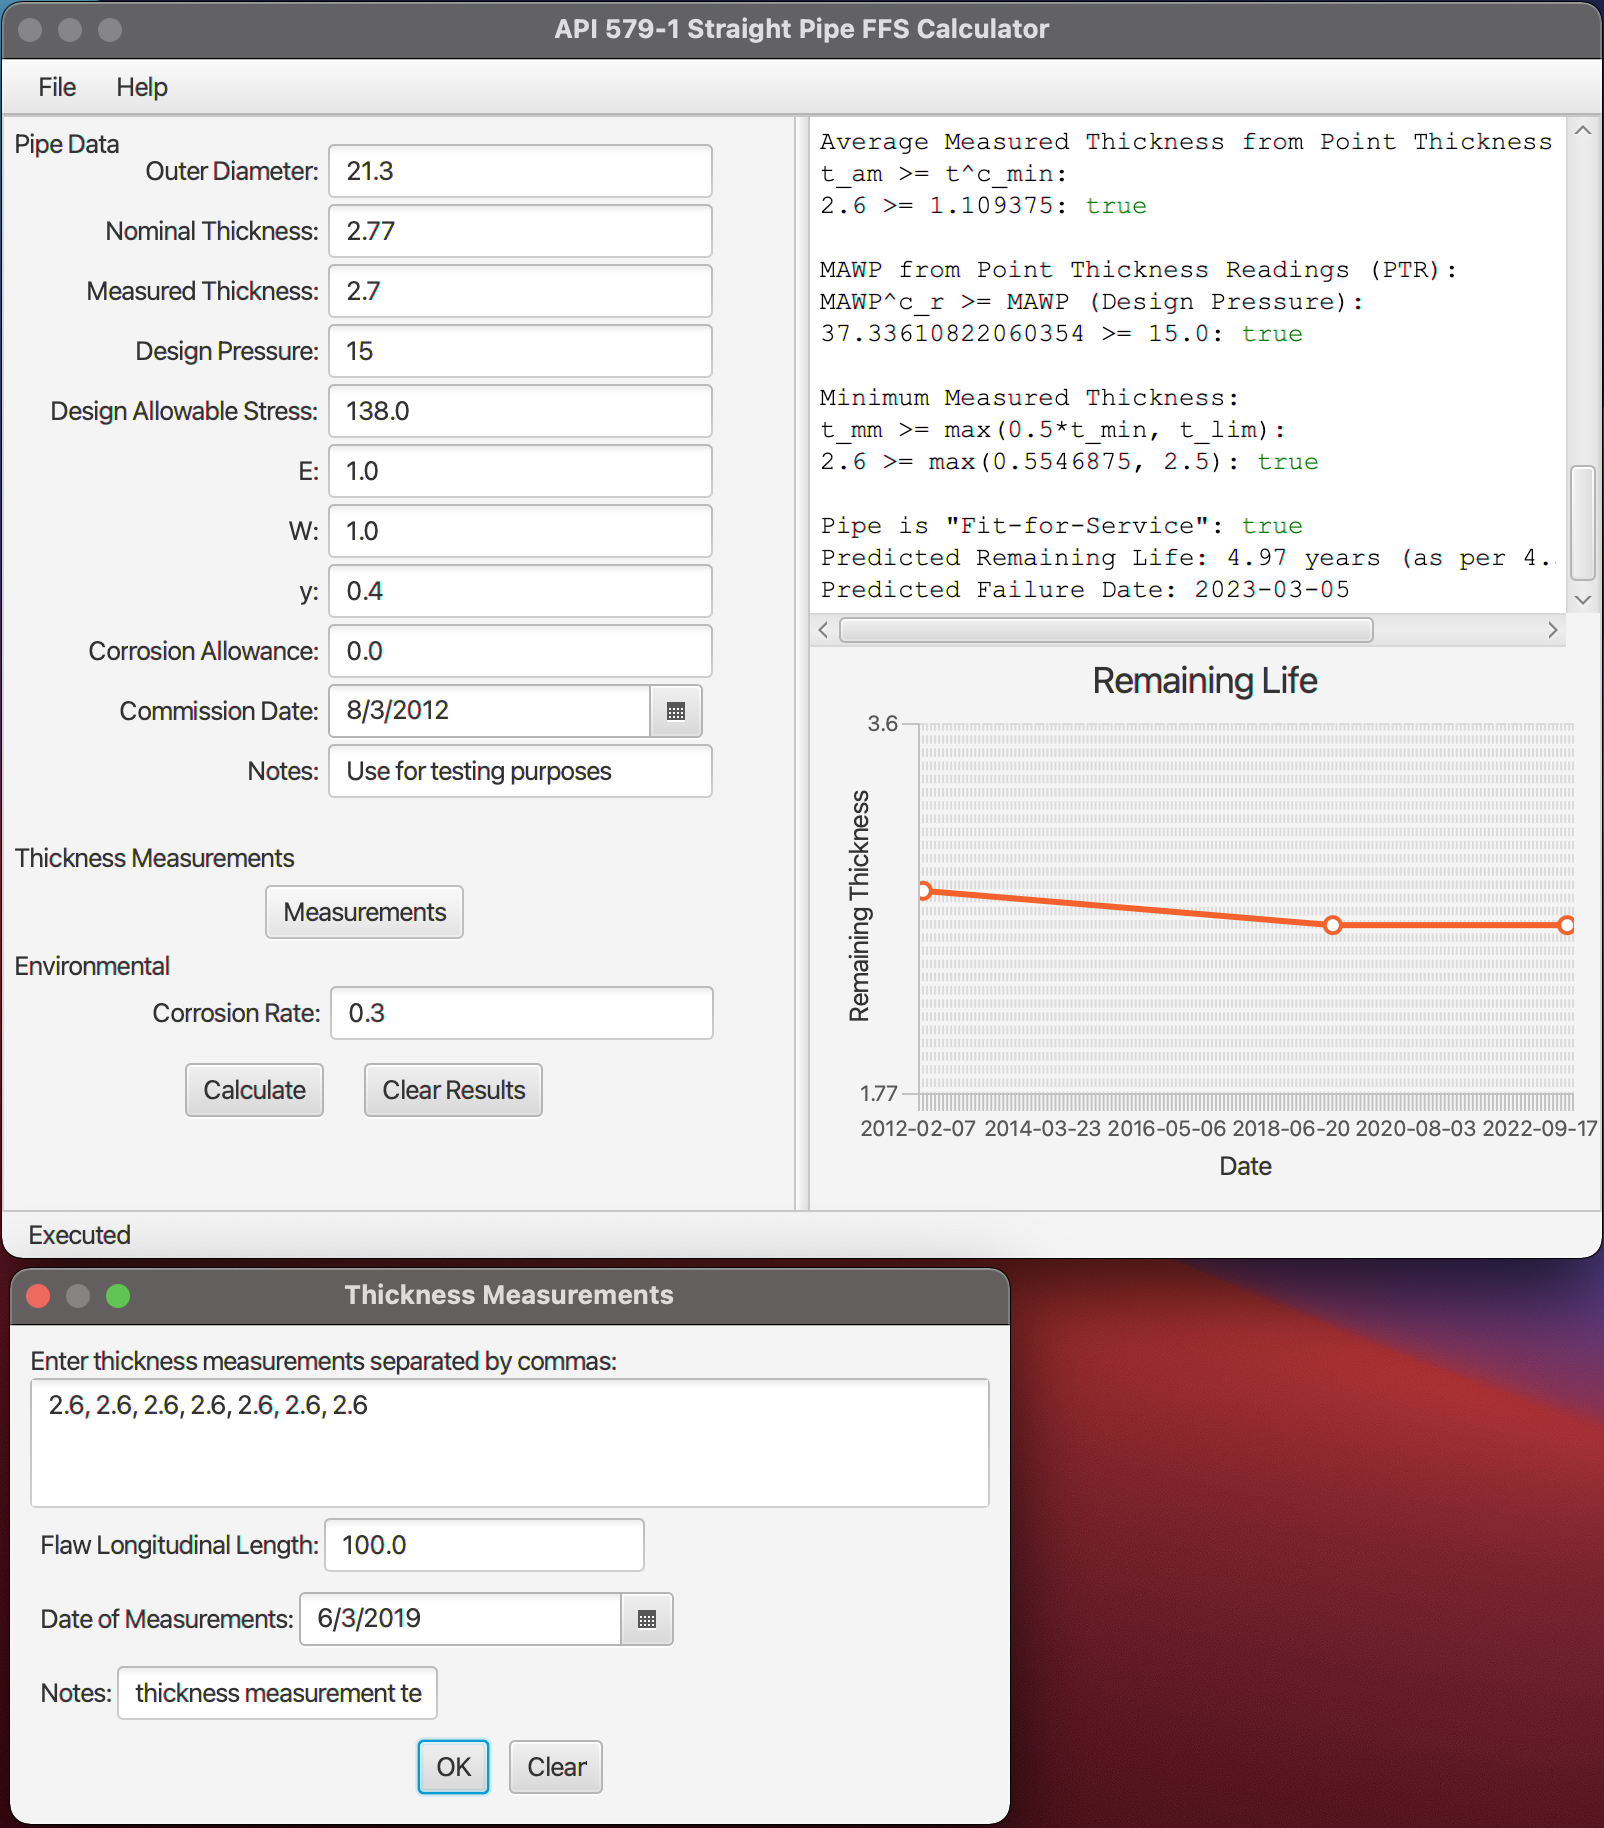 API 579-1 Straight Pipe FFS Calculator
File Help
Pipe Data
Outer Diameter: 21.3
Nominal Thickness: 2.77
Measured Thickness: 2.7
Design Pressure: 15
Design Allowable Stress: 138.0
E: 1.0
W: 1.0
y: 0.4
Corrosion Allowance: 0.0
Commission Date: 8/3/2012
Notes: Use for testing purposes
Thickness Measurements
Measurements
Environmental
Corrosion Rate: 0.3
Calculate Clear Results
Average Measured Thickness from Point Thickness
t_am >= t^c_min:
2.6 >= 1.109375: true
MAWP from Point Thickness Readings (PTR):
MAWP^c_r >= MAWP (Design Pressure):
37.33610822060354 >= 15.0: true
Minimum Measured Thickness:
t_mm >= max(0.5*t_min, t_lim):
2.6 >= max(0.5546875, 2.5): true
Pipe is "Fit-for-Service": true
Predicted Remaining Life: 4.97 years (as per 4.
Predicted Failure Date: 2023-03-05
Remaining Life
3.6
Remaining Thickness
1.77
2012-02-07 2014-03-23 2016-05-06 2018-06-20 2020-08-03 2022-09-17
Date
Executed
Thickness Measurements
Enter thickness measurements separated by commas:
2.6, 2.6, 2.6, 2.6, 2.6, 2.6, 2.6
Flaw Longitudinal Length: 100.0
Date of Measurements: 6/3/2019
Notes: thickness measurement te
OK Clear